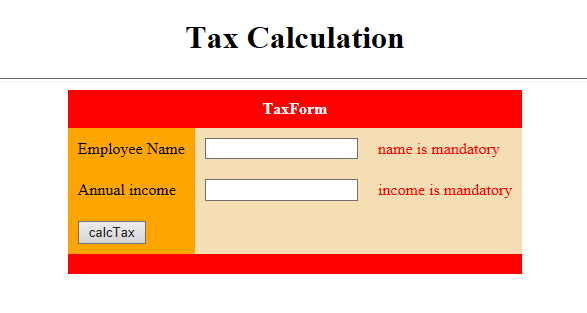 Tax Calculation
TaxForm
Employee Name name is mandatory
Annual income income is mandatory
calcTax